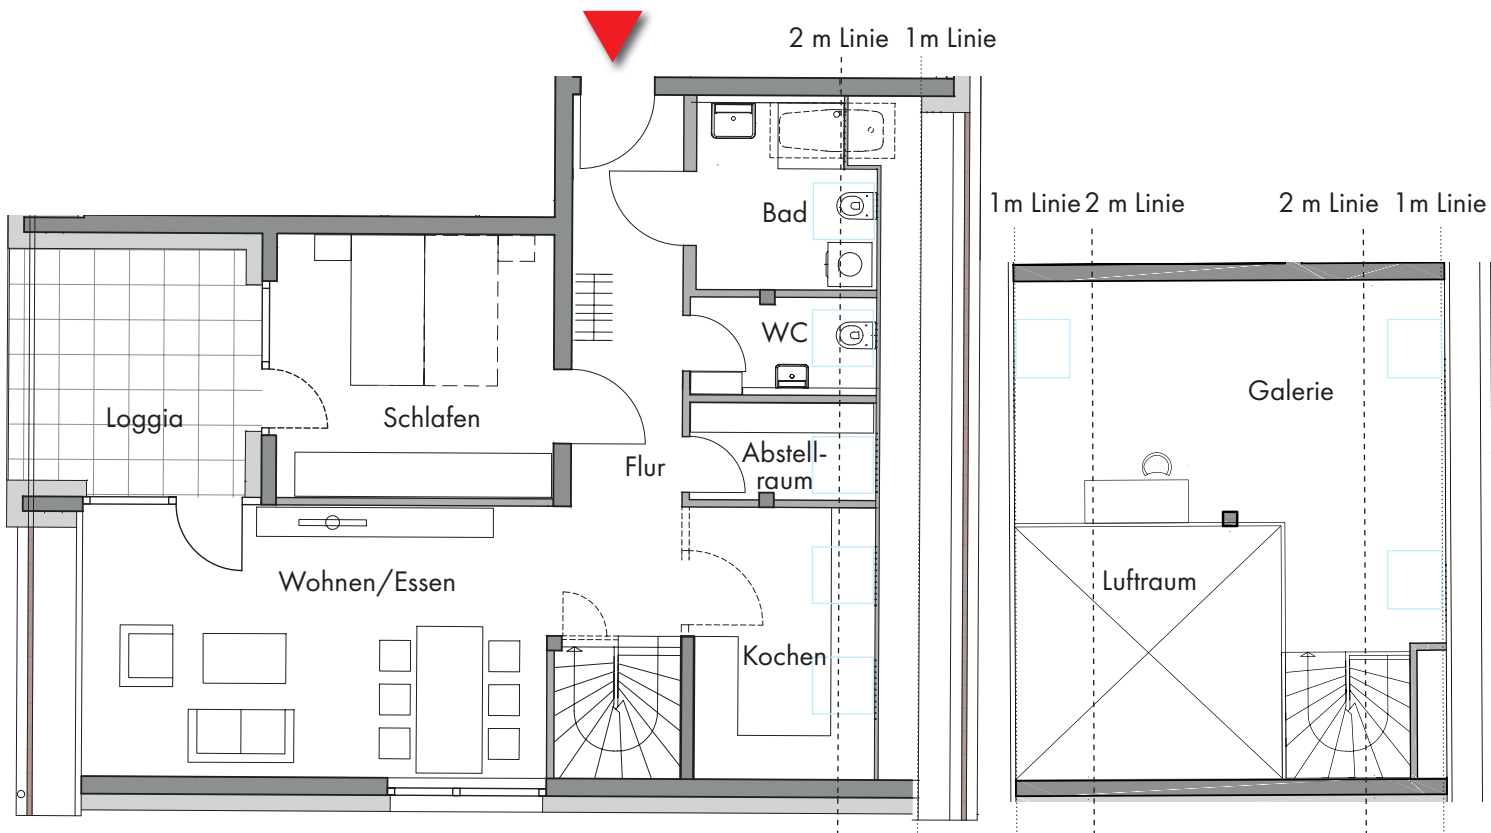 2 m Linie 1m Linie
1m Linie 2 m Linie 2 m Linie 1m Linie
Bad
WC
Galerie
Loggia
Schlafen
Flur
Abstell-
raum
Wohnen/Essen
Luftraum
Kochen